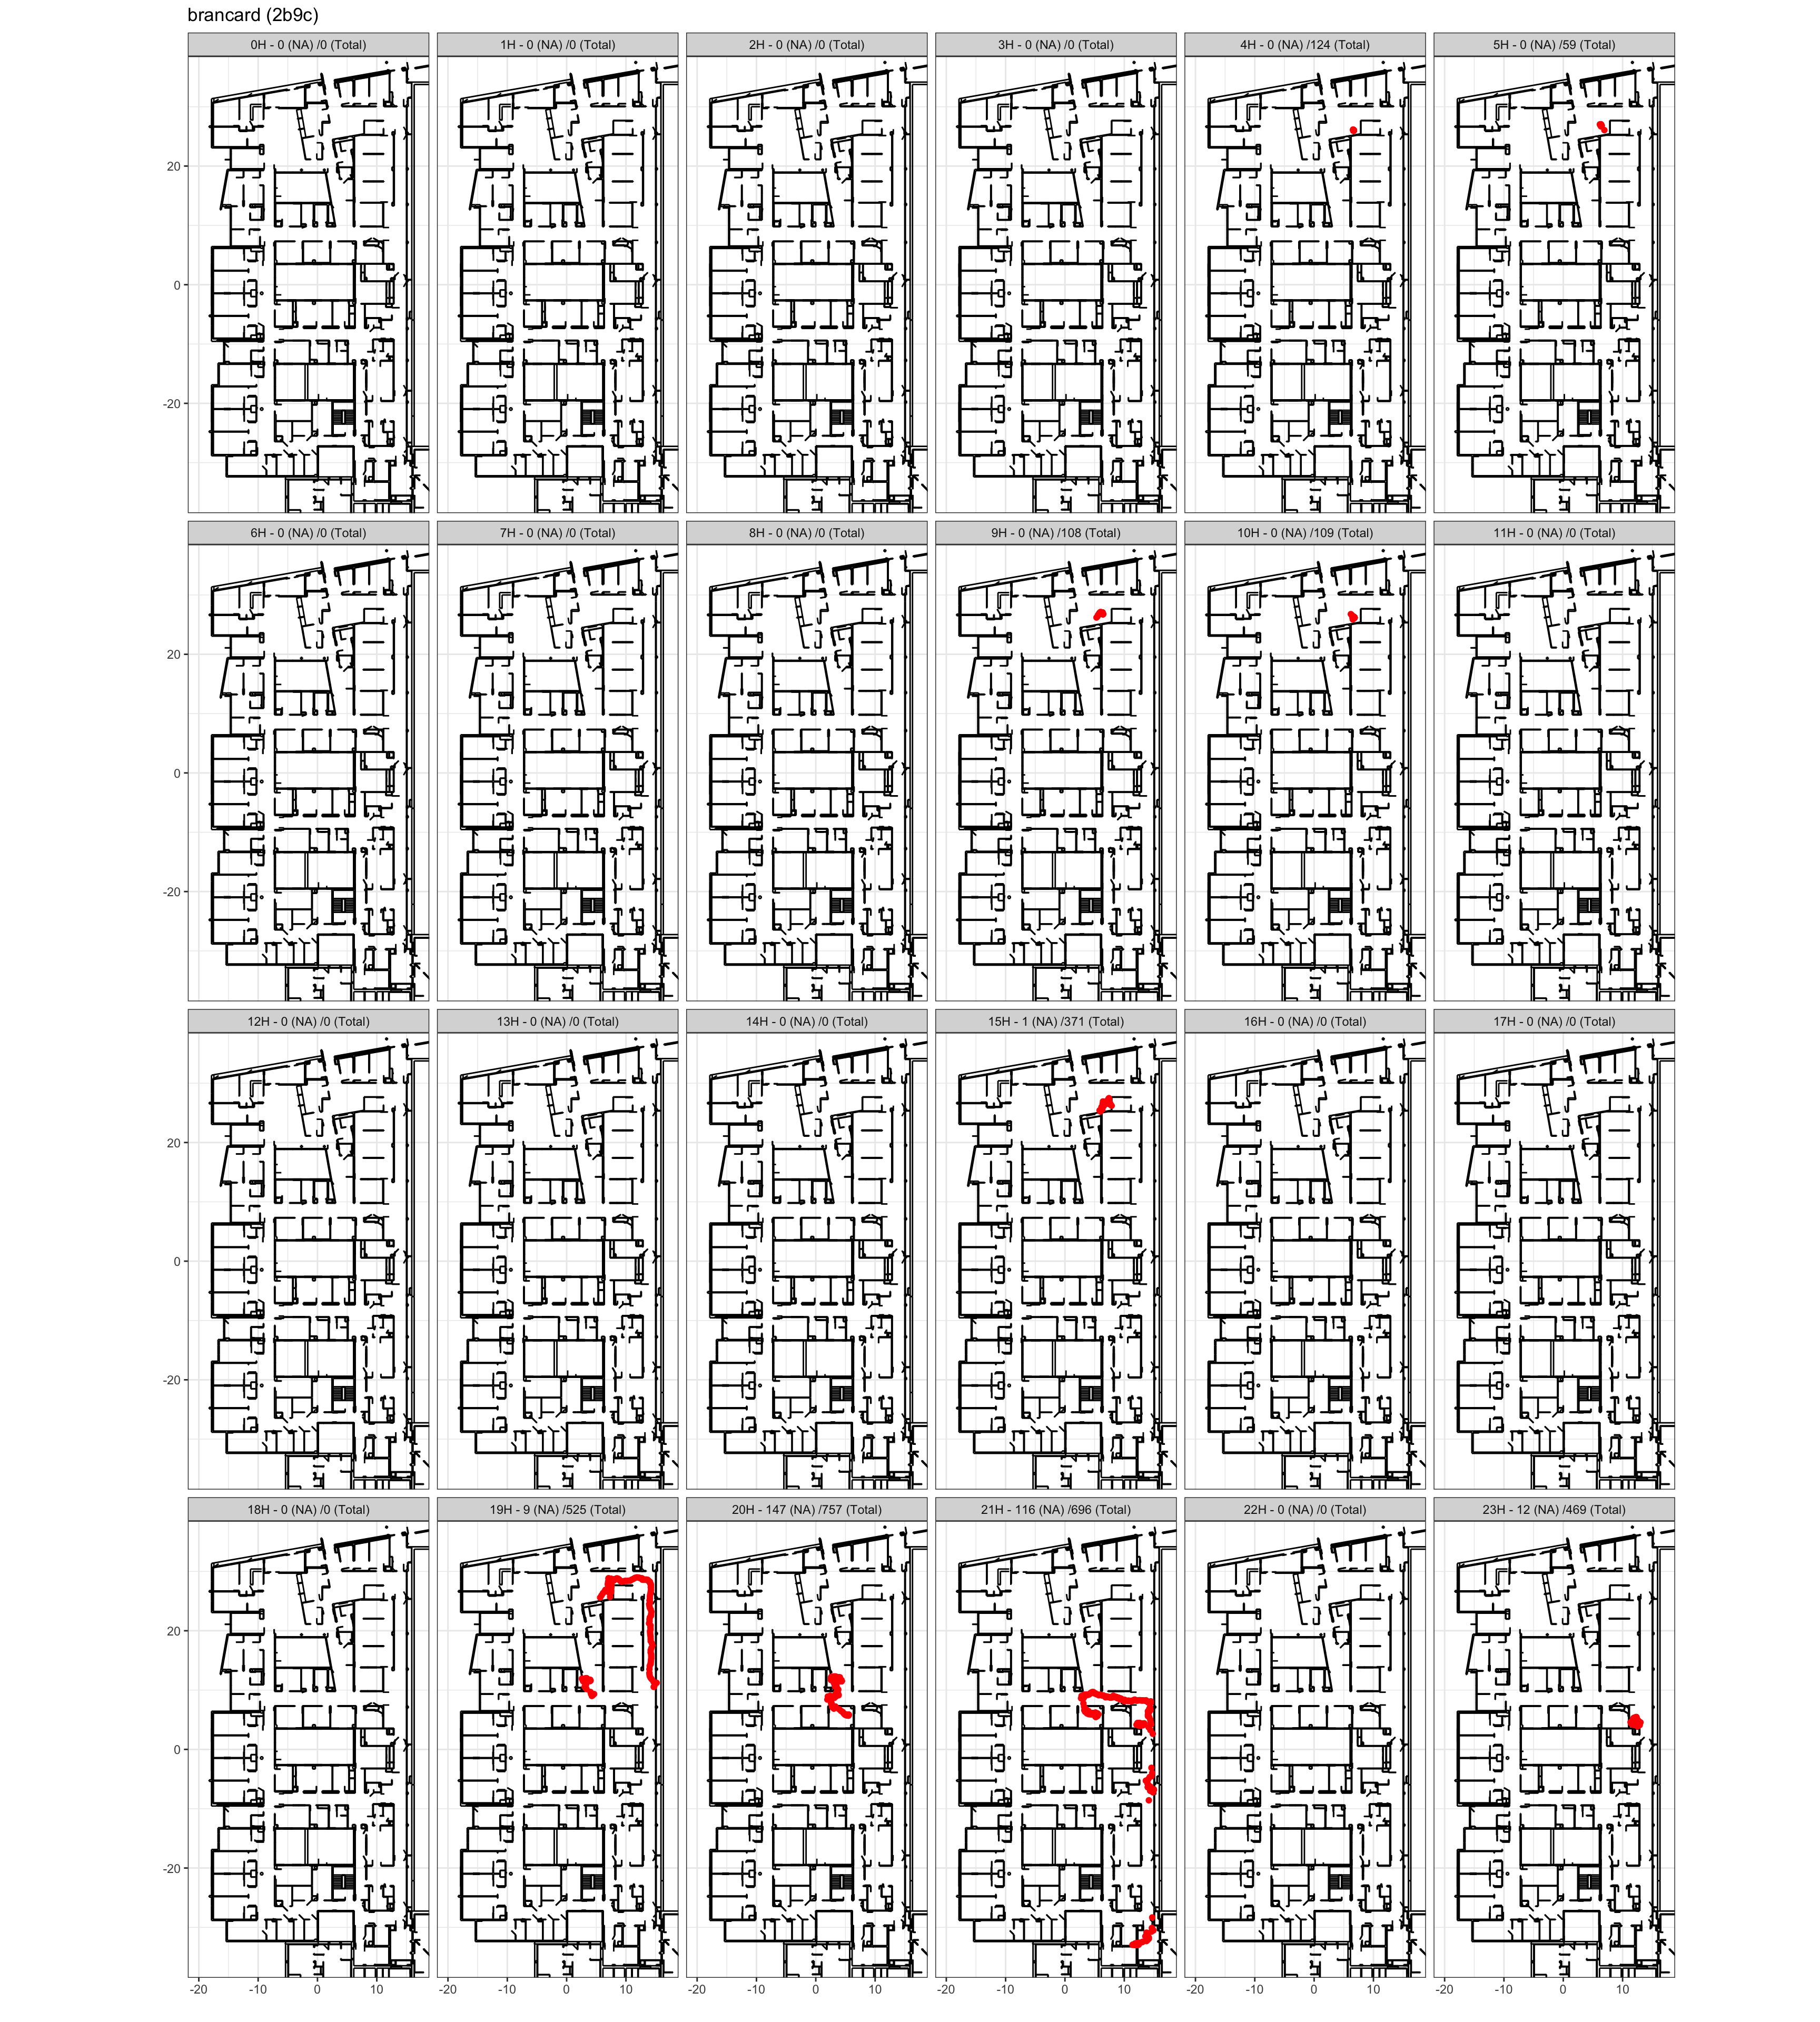 brancard (2b9c)
0H - 0 (NA) /0 (Total) 1H - 0 (NA) /0 (Total) 2H - 0 (NA) /0 (Total) 3H - 0 (NA) /0 (Total) 4H - 0 (NA) /124 (Total) 5H - 0 (NA) /59 (Total)
20
0
-20
6H - 0 (NA) /0 (Total) 7H - 0 (NA) /0 (Total) 8H - 0 (NA) /0 (Total) 9H - 0 (NA) /108 (Total) 10H - 0 (NA) /109 (Total) 11H - 0 (NA) /0 (Total)
20
0
-20
12H - 0 (NA) /0 (Total) 13H - 0 (NA) /0 (Total) 14H - 0 (NA) /0 (Total) 15H - 1 (NA) /371 (Total) 16H - 0 (NA) /0 (Total) 17H - 0 (NA) /0 (Total)
20
0
-20
18H - 0 (NA) /0 (Total) 19H - 9 (NA) /525 (Total) 20H - 147 (NA) /757 (Total) 21H - 116 (NA) /696 (Total) 22H - 0 (NA) /0 (Total) 23H - 12 (NA) /469 (Total)
20
0
-20
-20 -10 0 10 -20 -10 0 10 -20 -10 0 10 -20 -10 0 10 -20 -10 0 10 -20 -10 0 10